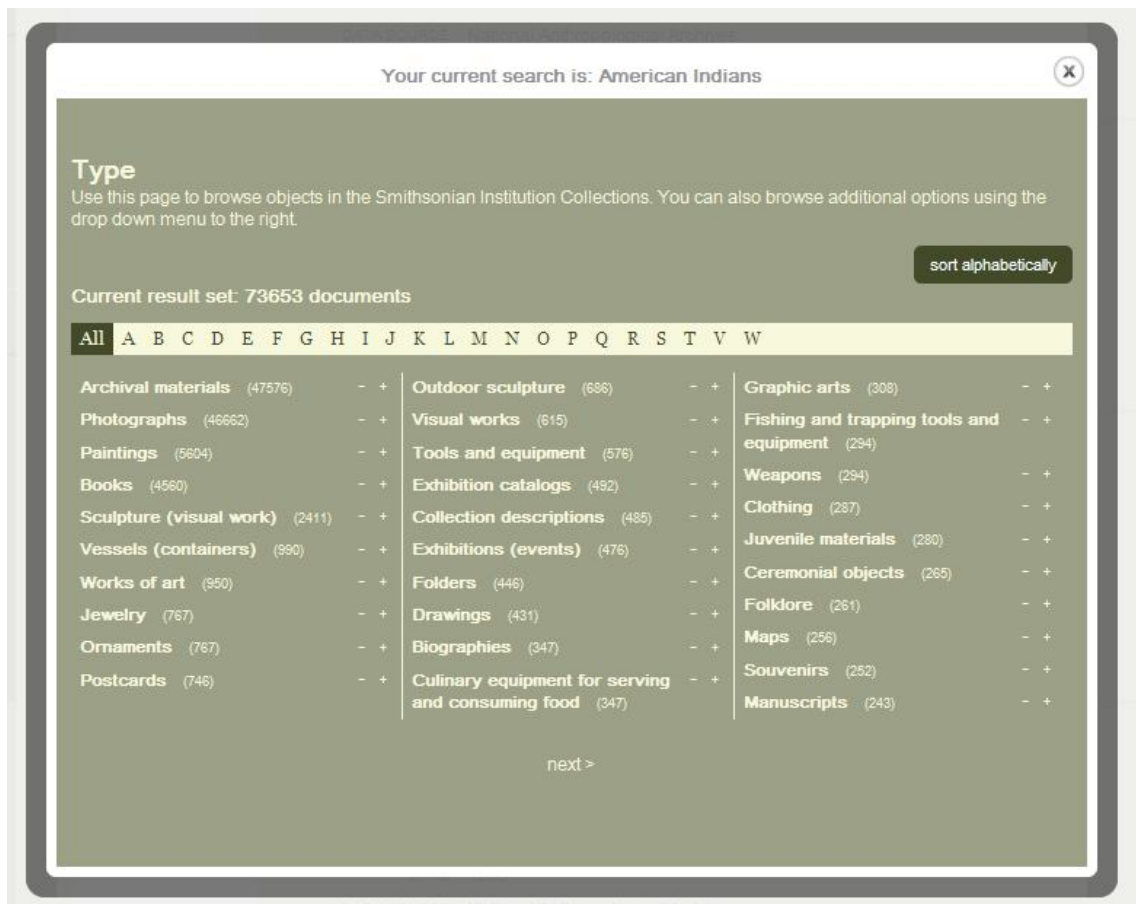 Your current search is: American Indians
X
Type
Use this page to browse objects in the Smithsonian Institution Collections. You can also browse additional options using the
drop down menu to the right.
sort alphabetically
Current result set: 73653 documents
All A B C D E F G H I J K L M N O P Q R S T V W
Archival materials (47576) - +
Photographs (46662) - +
Paintings (5604) - +
Books (4560) - +
Sculpture (visual work) (2411) - +
Vessels (containers) (990) - +
Works of art (950) - +
Jewelry (767) - +
Ornaments (767) - +
Postcards (746) - +
Outdoor sculpture (686) - +
Visual works (615) - +
Tools and equipment (576) - +
Exhibition catalogs (492) - +
Collection descriptions (485) - +
Exhibitions (events) (476) - +
Folders (446) - +
Drawings (431) - +
Biographies (347) - +
Culinary equipment for serving - +
and consuming food (347)
Graphic arts (308) - +
Fishing and trapping tools and - +
equipment (294)
Weapons (294) - +
Clothing (287) - +
Juvenile materials (280) - +
Ceremonial objects (265) - +
Folklore (261) - +
Maps (256) - +
Souvenirs (252) - +
Manuscripts (243) - +
next >